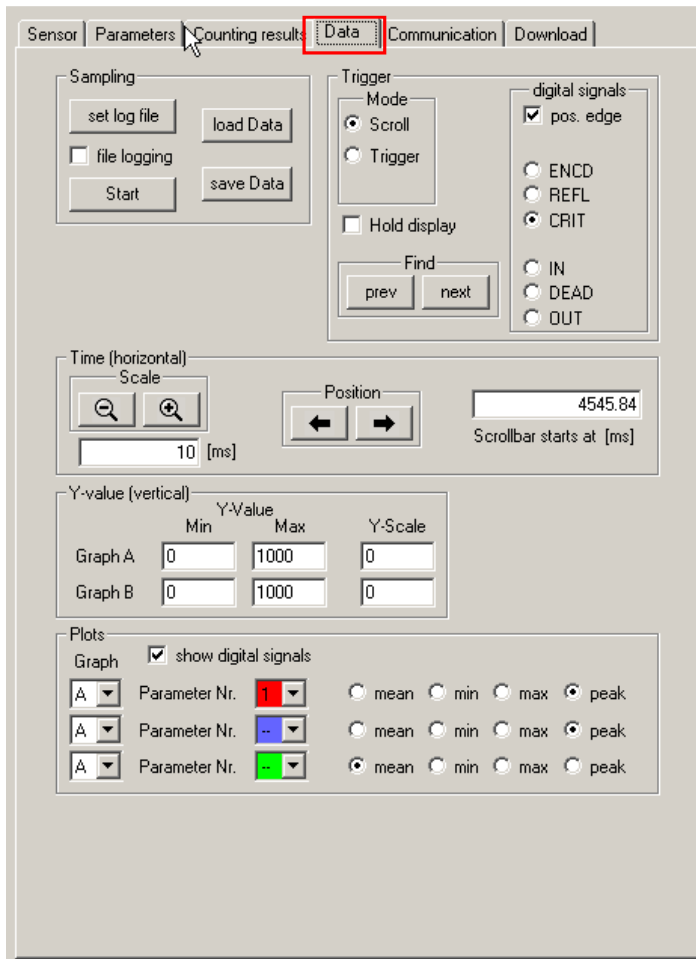 Sensor Parameters Counting results Data Communication Download
Sampling
set log file
load Data
file logging
Start
save Data
Trigger
Mode
Scroll
Trigger
Hold display
Find
prev next
digital signals
pos. edge
ENCD
REFL
CRIT
IN
DEAD
OUT
Time (horizontal)
Scale
10 [ms]
Position
4545.84
Scrollbar starts at [ms]
Y-value (vertical)
Y-Value
Min Max Y-Scale
Graph A 0 1000 0
Graph B 0 1000 0
Plots
Graph show digital signals
A Parameter Nr. 1 mean min max peak
A Parameter Nr. -- mean min max peak
A Parameter Nr. -- mean min max peak